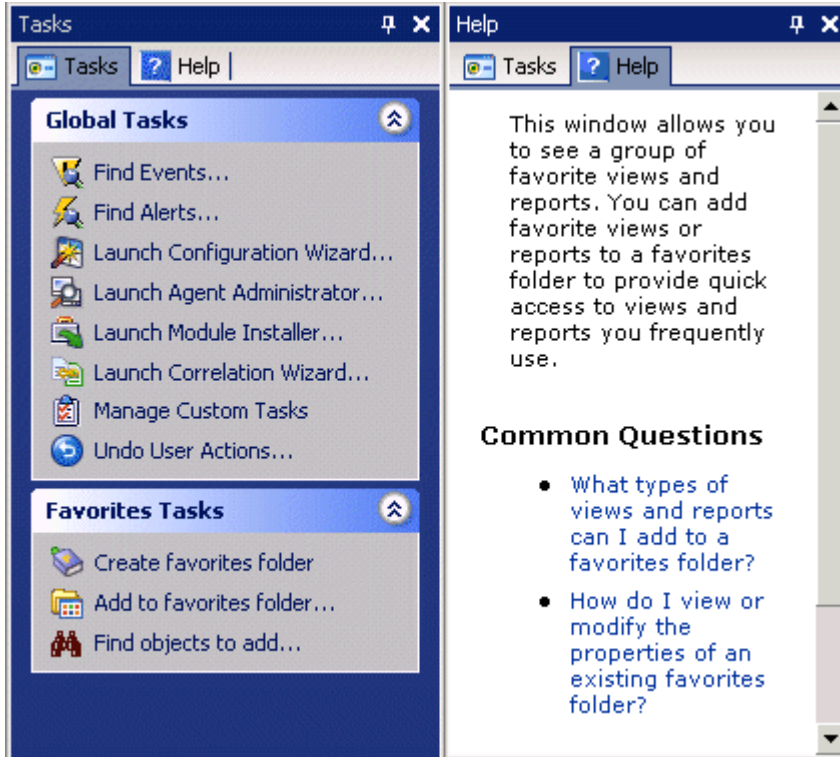 Tasks
Tasks
Help
Global Tasks
Find Events...
Find Alerts...
Launch Configuration Wizard...
Launch Agent Administrator...
Launch Module Installer...
Launch Correlation Wizard...
Manage Custom Tasks
Undo User Actions...
Favorites Tasks
Create favorites folder
Add to favorites folder...
Find objects to add...
Help
Tasks
Help
This window allows you
to see a group of
favorite views and
reports. You can add
favorite views or
reports to a favorites
folder to provide quick
access to views and
reports you frequently
use.
Common Questions
What types of
views and reports
can I add to a
favorites folder?
How do I view or
modify the
properties of an
existing favorites
folder?